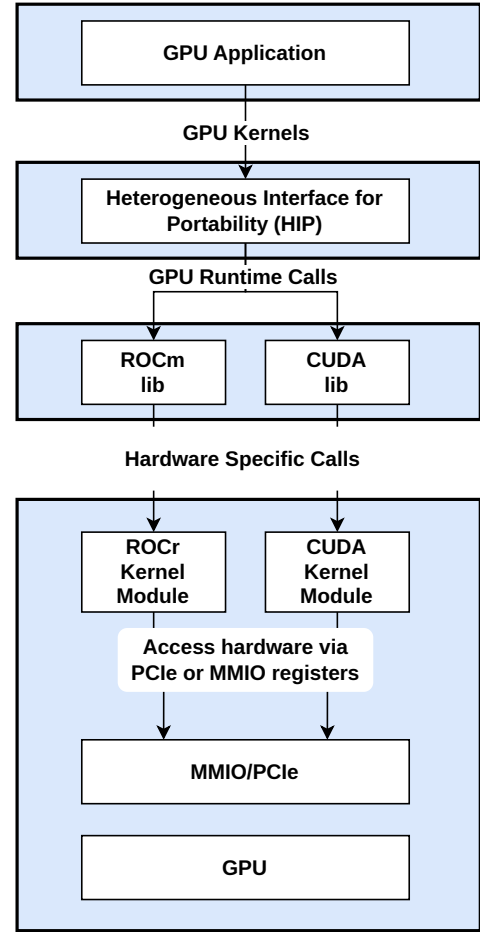 GPU Application
GPU Kernels
Heterogeneous Interface for
Portability (HIP)
GPU Runtime Calls
ROCm
lib
CUDA
lib
Hardware Specific Calls
ROCr
Kernel
Module
CUDA
Kernel
Module
Access hardware via
PCIe or MMIO registers
MMIO/PCIe
GPU